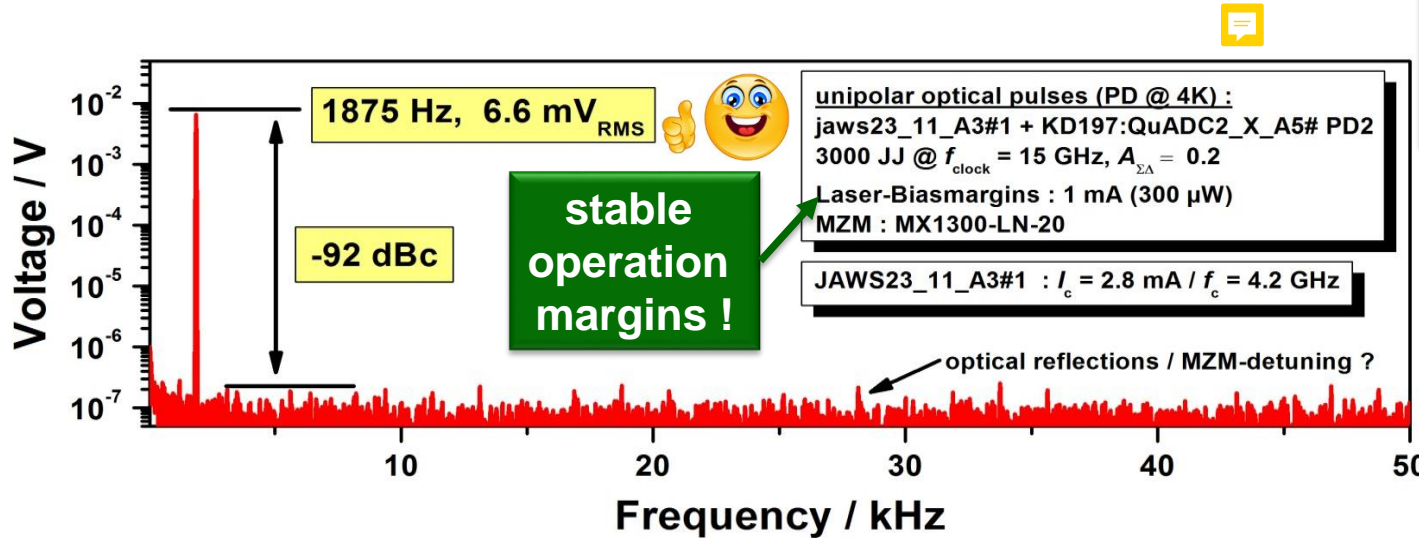 1875 Hz, 6.6 mV_RMS
-92 dBc
stable
operation
margins !
unipolar optical pulses (PD @ 4K) :
jaws23_11_A3#1 + KD197:QuADC2_X_A5# PD2
3000 JJ @ f_clock = 15 GHz, A_ΣΔ = 0.2
Laser-Biasmargins : 1 mA (300 µW)
MZM : MX1300-LN-20
JAWS23_11_A3#1 : I_c = 2.8 mA / f_c = 4.2 GHz
optical reflections / MZM-detuning ?
Voltage / V
10^-2
10^-3
10^-4
10^-5
10^-6
10^-7
10 20 30 40 50
Frequency / kHz